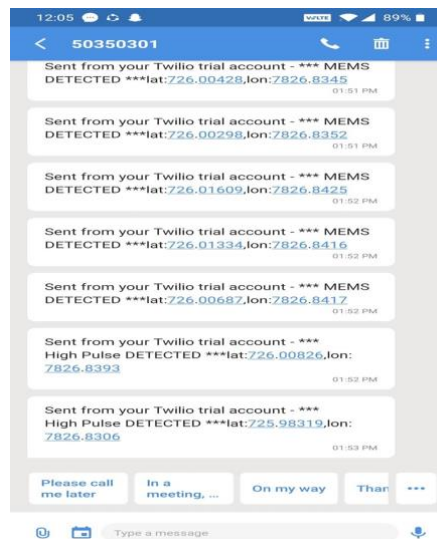 12:05
VoLTE
89%
50350301
Sent from your Twilio trial account - *** MEMS
DETECTED ***lat:726.00428,lon:7826.8345
01:51 PM
Sent from your Twilio trial account - *** MEMS
DETECTED ***lat:726.00298,lon:7826.8352
01:51 PM
Sent from your Twilio trial account - *** MEMS
DETECTED ***lat:726.01609,lon:7826.8425
01:52 PM
Sent from your Twilio trial account - *** MEMS
DETECTED ***lat:726.01334,lon:7826.8416
01:52 PM
Sent from your Twilio trial account - *** MEMS
DETECTED ***lat:726.00687,lon:7826.8417
01:52 PM
Sent from your Twilio trial account - ***
High Pulse DETECTED ***lat:726.00826,lon:
7826.8393
01:52 PM
Sent from your Twilio trial account - ***
High Pulse DETECTED ***lat:725.98319,lon:
7826.8306
01:53 PM
Please call
me later
In a
meeting, ...
On my way
Than
Type a message